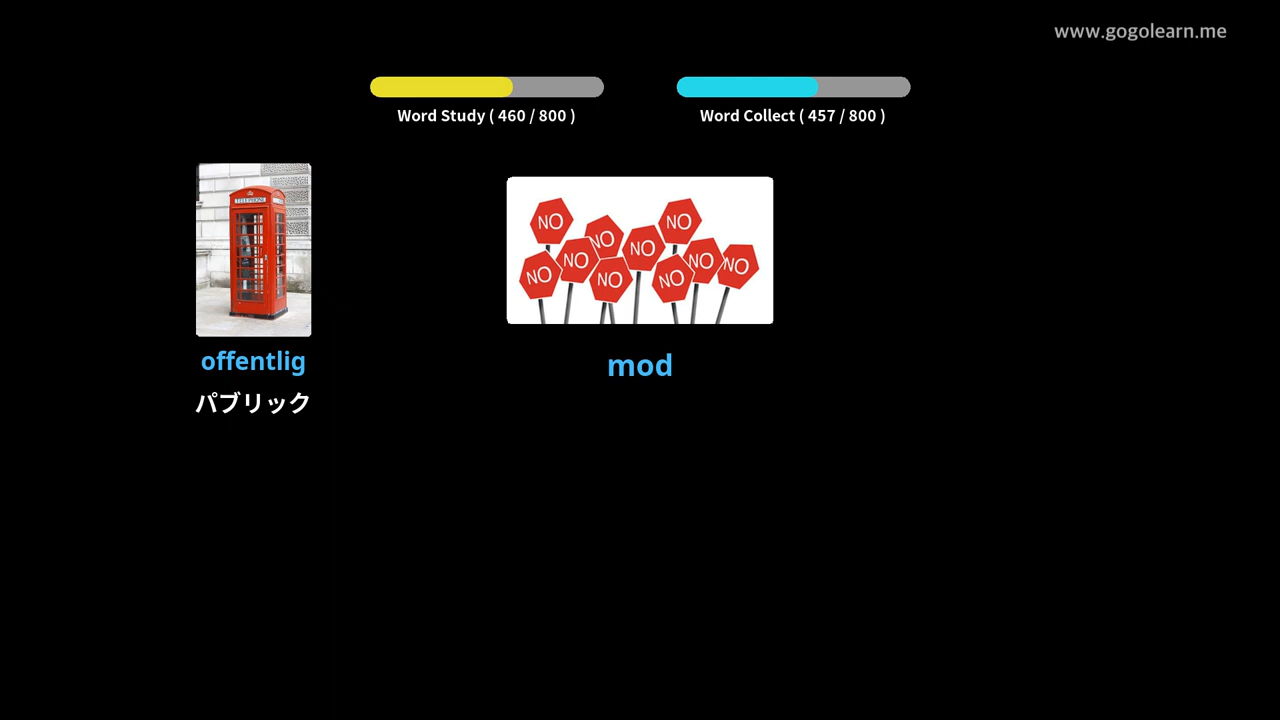 www.gogolearn.me
Word Study ( 460 / 800 )
Word Collect ( 457 / 800 )
TELEPHONE
NO
NO
NO
NO
NO
NO
NO
NO
NO
NO
offentlig
mod
パブリック